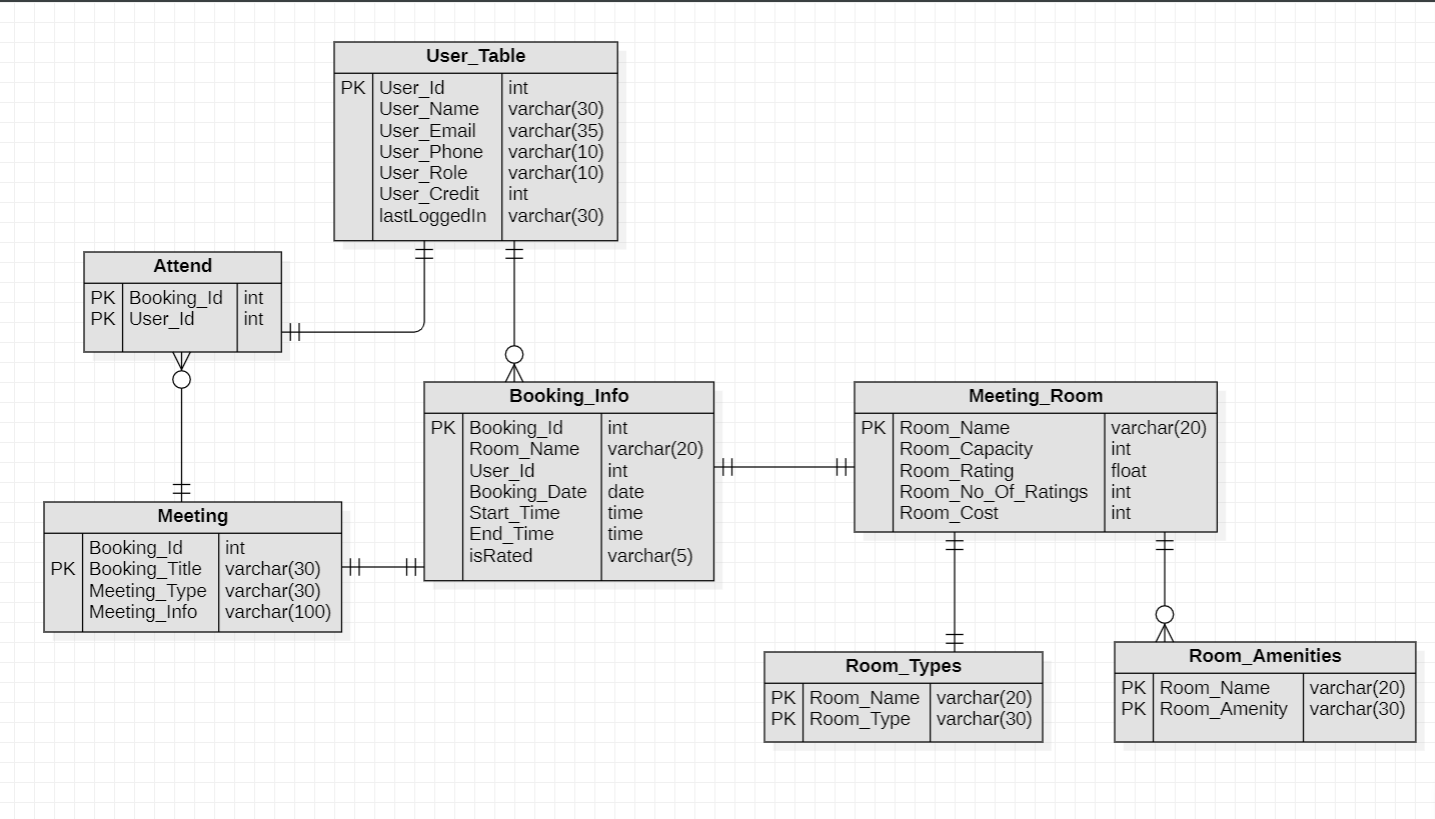 User_Table
PK User_Id int
User_Name varchar(30)
User_Email varchar(35)
User_Phone varchar(10)
User_Role varchar(10)
User_Credit int
lastLoggedIn varchar(30)
Attend
PK Booking_Id int
PK User_Id int
Booking_Info
PK Booking_Id int
Room_Name varchar(20)
User_Id int
Booking_Date date
Start_Time time
End_Time time
isRated varchar(5)
Meeting_Room
PK Room_Name varchar(20)
Room_Capacity int
Room_Rating float
Room_No_Of_Ratings int
Room_Cost int
Meeting
Booking_Id int
PK Booking_Title varchar(30)
Meeting_Type varchar(30)
Meeting_Info varchar(100)
Room_Types
PK Room_Name varchar(20)
PK Room_Type varchar(30)
Room_Amenities
PK Room_Name varchar(20)
PK Room_Amenity varchar(30)